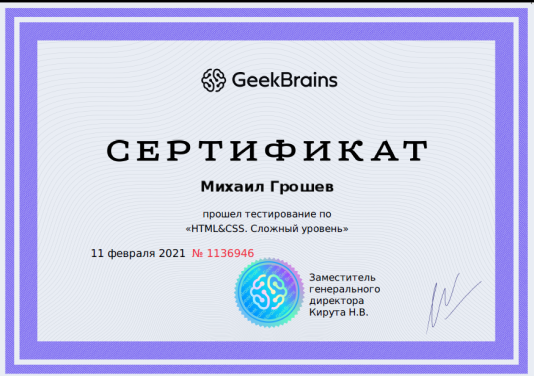 GeekBrains
СЕРТИФИКАТ
Михаил Грошев
прошел тестирование по
«HTML&CSS. Сложный уровень»
11 февраля 2021 № 1136946
Заместитель
генерального
директора
Кирута Н.В.